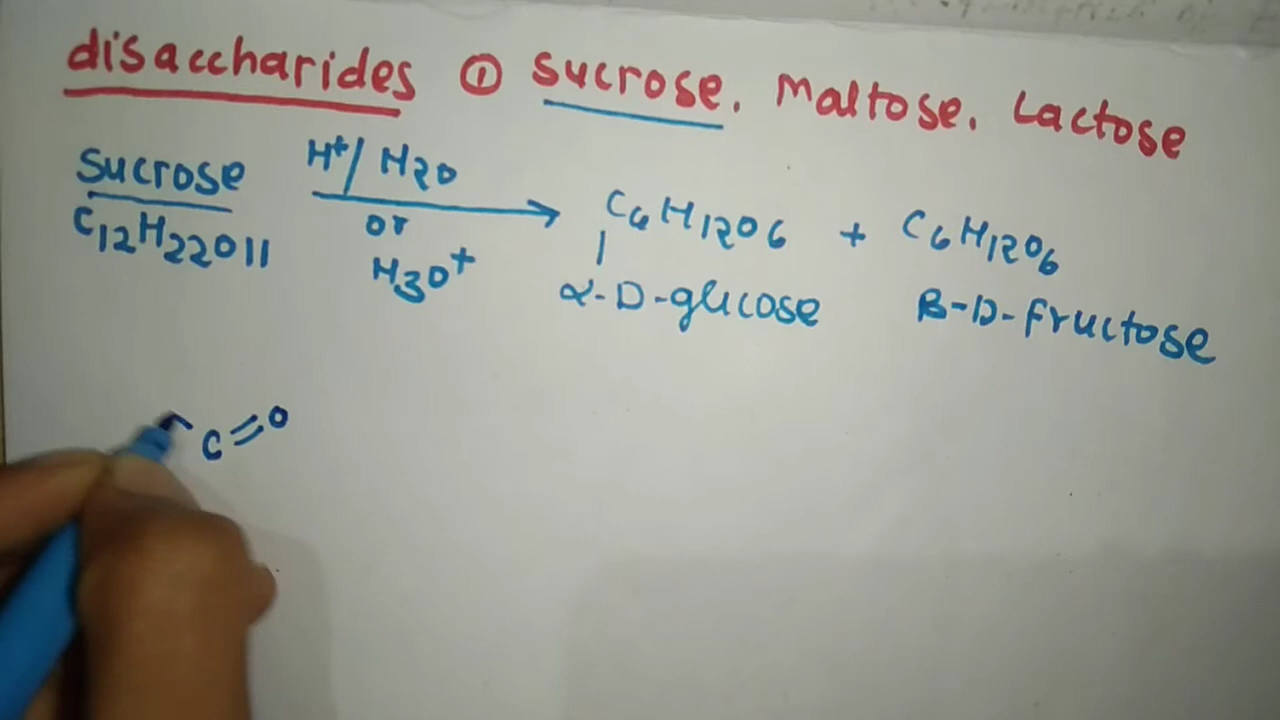 disaccharides ① sucrose. Maltose. Lactose
Sucrose H+/ H2O
C12H22O11 or C6H12O6 + C6H12O6
H3O+ α-D-glucose B-D-Fructose
C=O